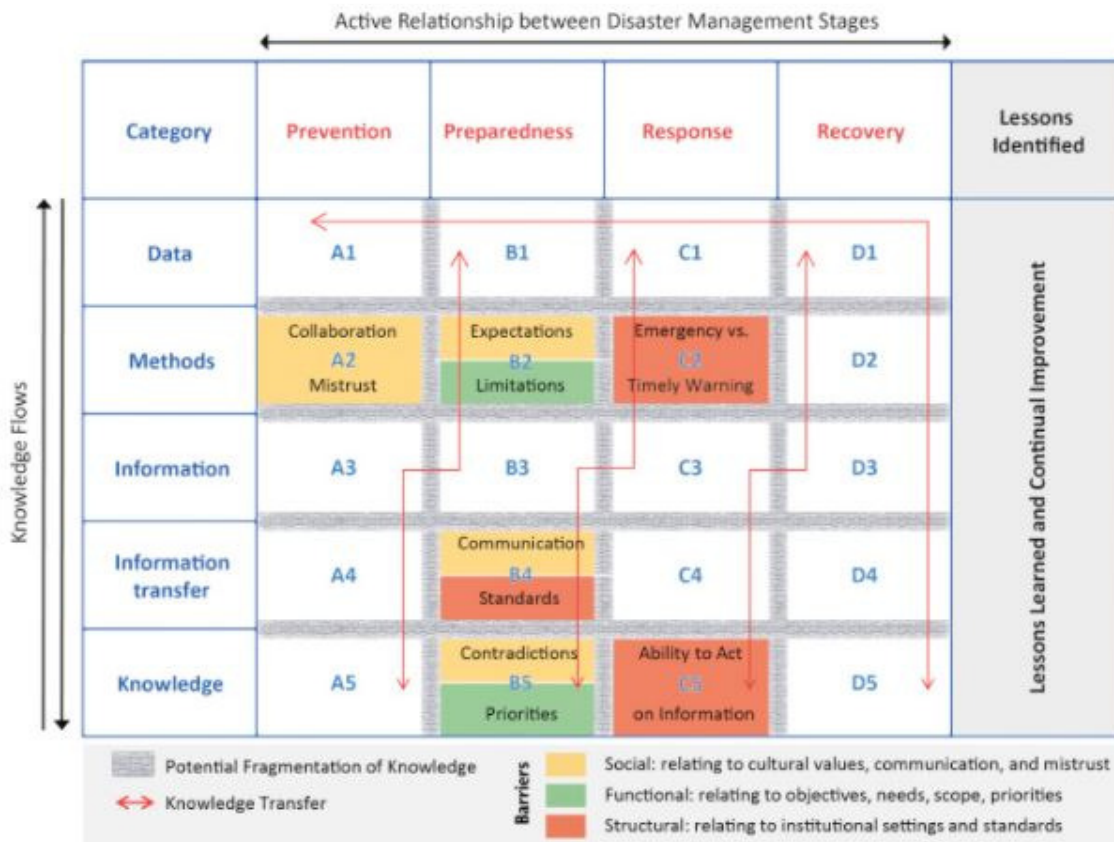 Active Relationship between Disaster Management Stages
Category
Prevention
Preparedness
Response
Recovery
Lessons
Identified
Knowledge Flows
Data
A1
B1
C1
D1
Methods
Collaboration
A2
Mistrust
Expectations
B2
Limitations
Emergency vs.
C2
Timely Warning
D2
Information
A3
B3
C3
D3
Information
transfer
A4
Communication
B4
Standards
C4
D4
Knowledge
A5
Contradictions
B5
Priorities
Ability to Act
C5
on Information
D5
Lessons Learned and Continual Improvement
Potential Fragmentation of Knowledge
Knowledge Transfer
Barriers
Social: relating to cultural values, communication, and mistrust
Functional: relating to objectives, needs, scope, priorities
Structural: relating to institutional settings and standards